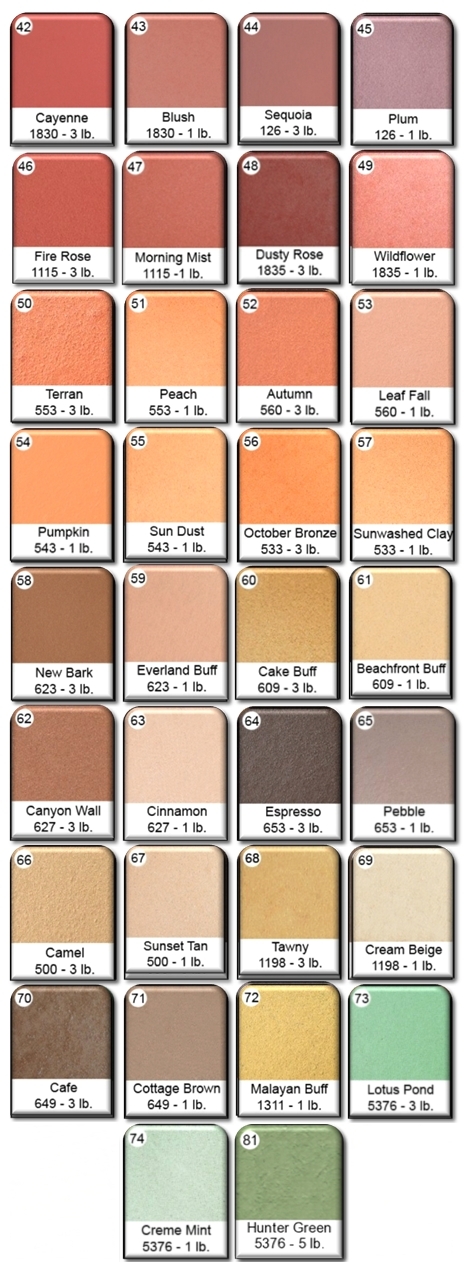 42
Cayenne
1830 - 3 lb.
43
Blush
1830 - 1 lb.
44
Sequoia
126 - 3 lb.
45
Plum
126 - 1 lb.
46
Fire Rose
1115 - 3 lb.
47
Morning Mist
1115 -1 lb.
48
Dusty Rose
1835 - 3 lb.
49
Wildflower
1835 - 1 lb.
50
Terran
553 - 3 lb.
51
Peach
553 - 1 lb.
52
Autumn
560 - 3 lb.
53
Leaf Fall
560 - 1 lb.
54
Pumpkin
543 - 1 lb.
55
Sun Dust
543 - 1 lb.
56
October Bronze
533 - 3 lb.
57
Sunwashed Clay
533 - 1 lb.
58
New Bark
623 - 3 lb.
59
Everland Buff
623 - 1 lb.
60
Cake Buff
609 - 3 lb.
61
Beachfront Buff
609 - 1 lb.
62
Canyon Wall
627 - 3 lb.
63
Cinnamon
627 - 1 lb.
64
Espresso
653 - 3 lb.
65
Pebble
653 - 1 lb.
66
Camel
500 - 3 lb.
67
Sunset Tan
500 - 1 lb.
68
Tawny
1198 - 3 lb.
69
Cream Beige
1198 - 1 lb.
70
Cafe
649 - 3 lb.
71
Cottage Brown
649 - 1 lb.
72
Malayan Buff
1311 - 1 lb.
73
Lotus Pond
5376 - 3 lb.
74
Creme Mint
5376 - 1 lb.
81
Hunter Green
5376 - 5 lb.